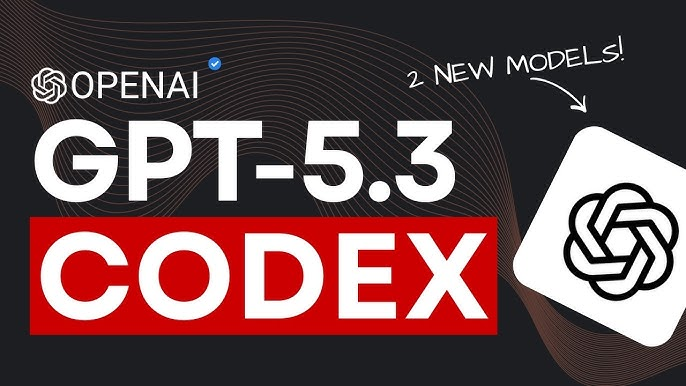 OPENAI
2 NEW MODELS!
GPT-5.3
CODEX